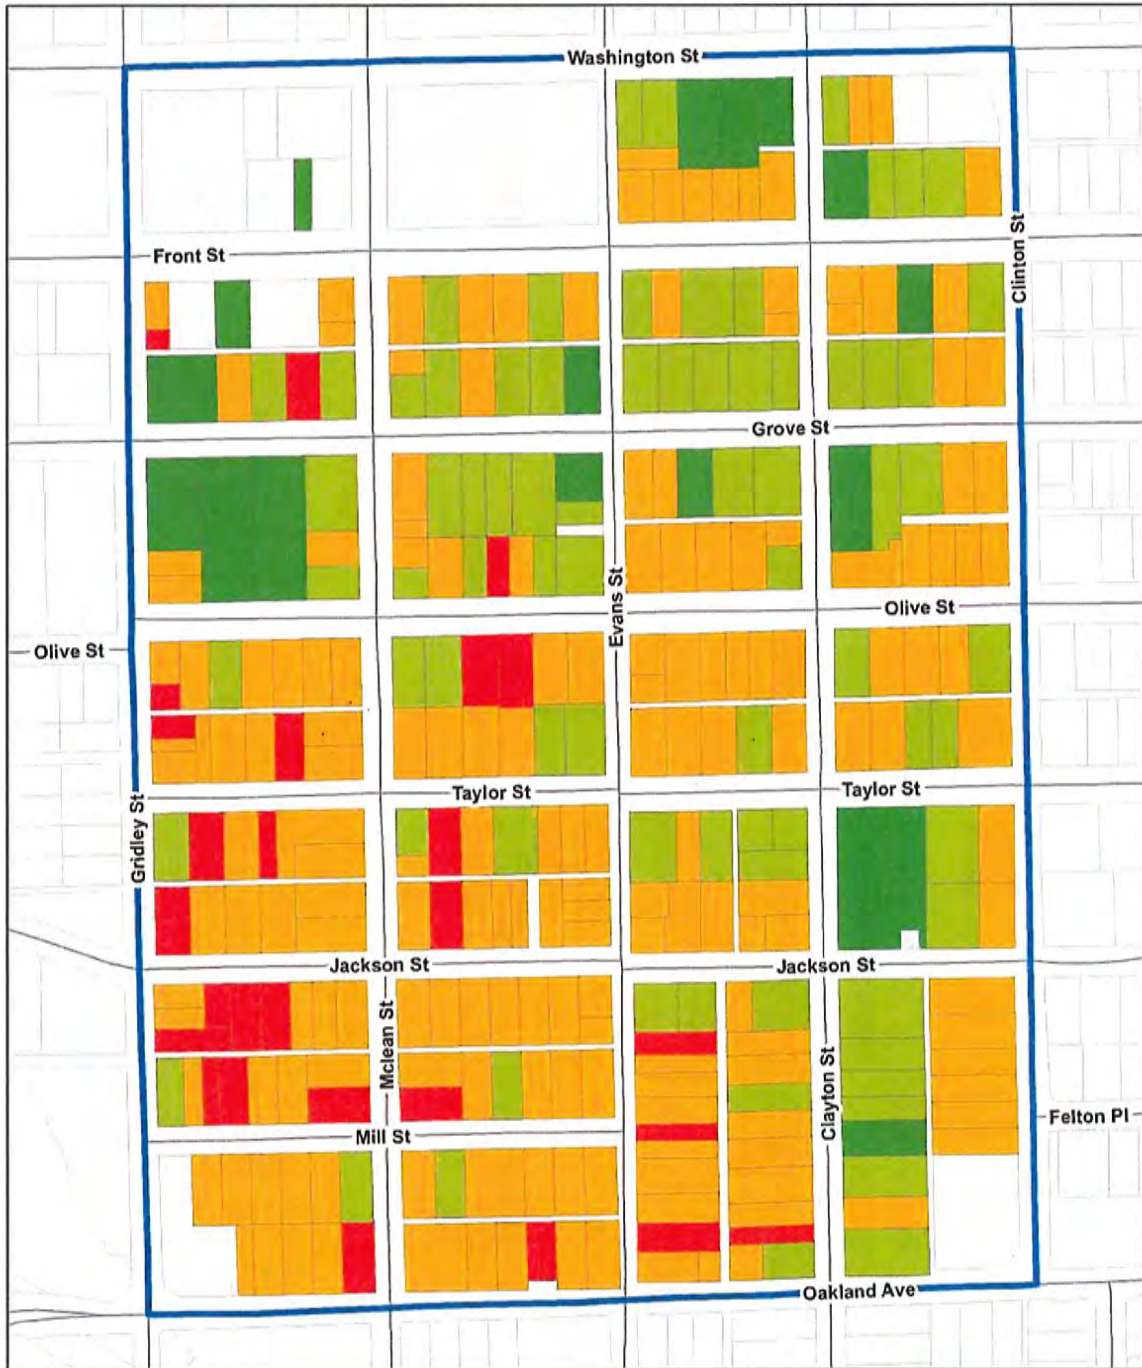 Washington St
Clinton St
Front St
Grove St
Evans St
Olive St
Olive St
Gridley St
Taylor St
Taylor St
Jackson St
Jackson St
Mclean St
Clayton St
Felton Pl
Mill St
Oakland Ave